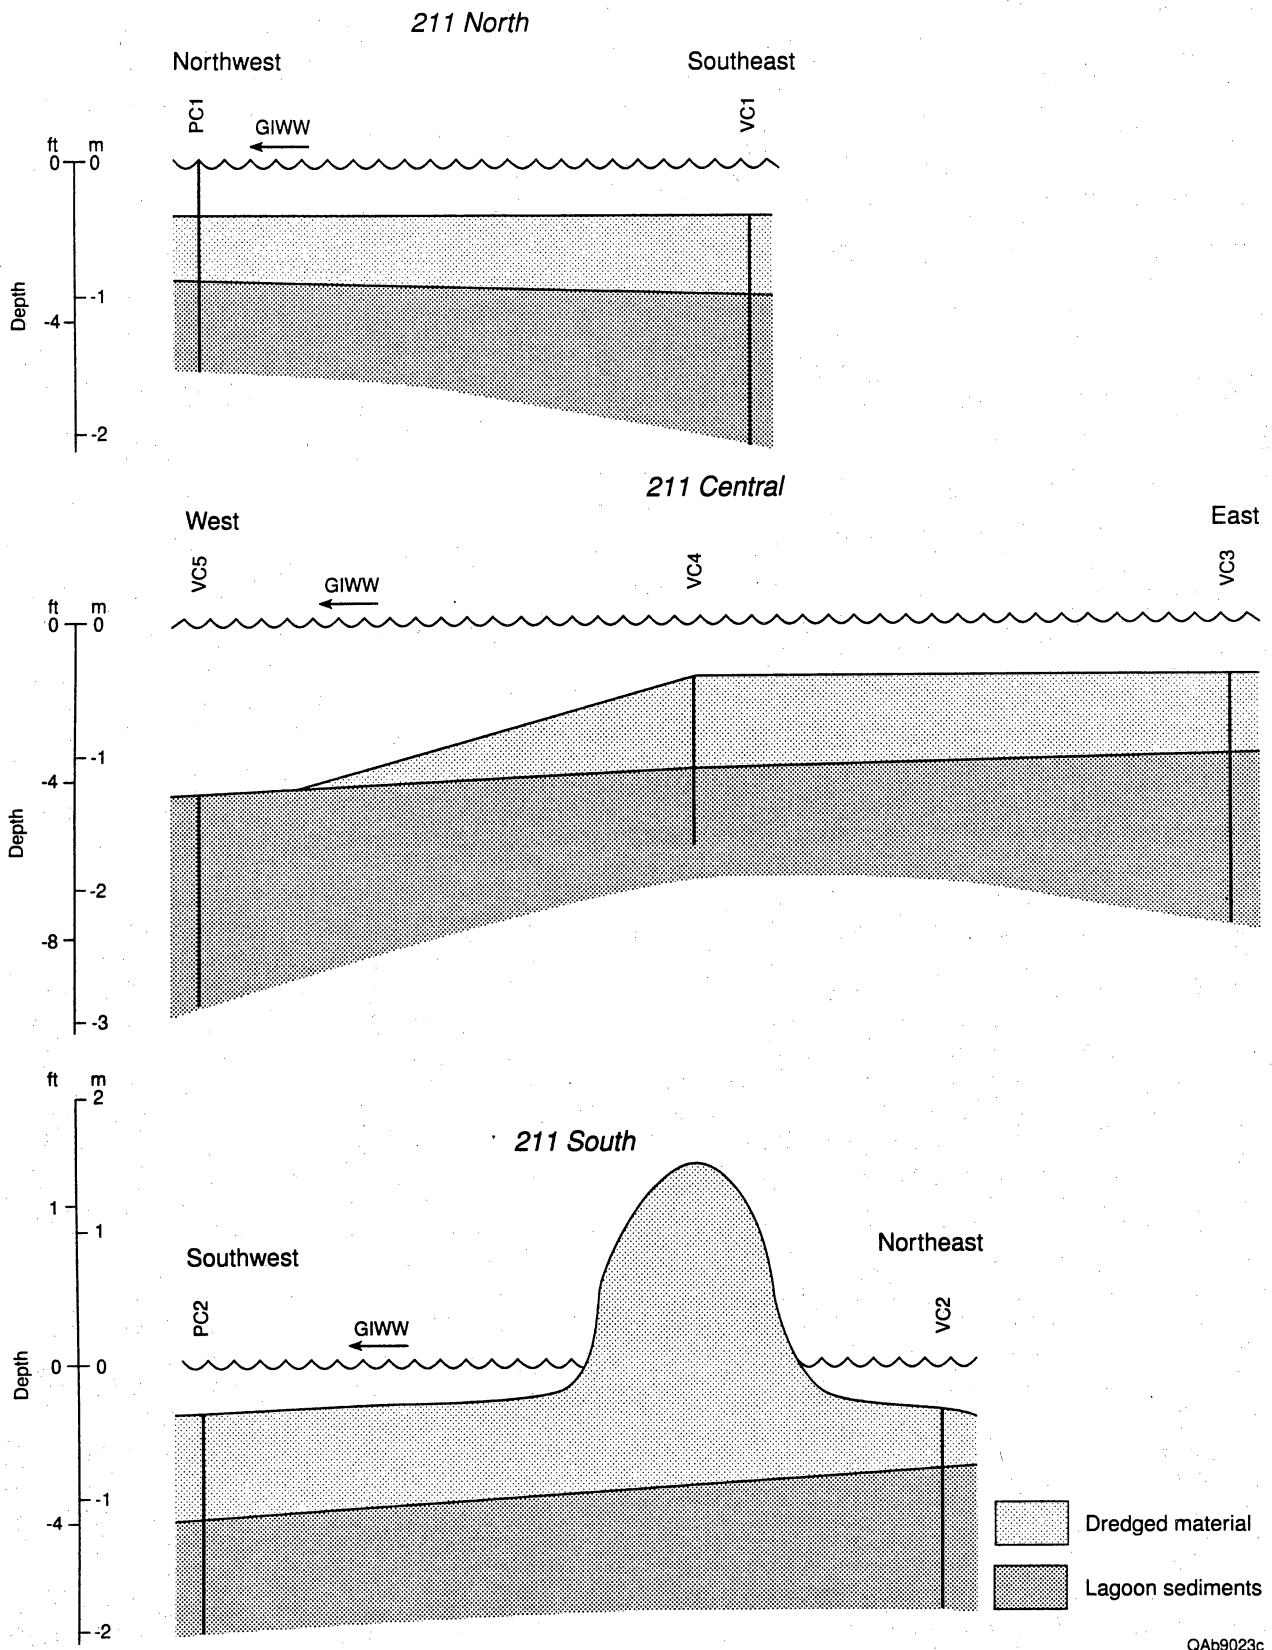 211 North
Northwest
Southeast
PC1
VC1
GIWW
ft m
0 0
-1
-4
-2
Depth
211 Central
West
East
VC5
VC4
VC3
GIWW
ft m
0 0
-1
-4
-2
-8
-3
Depth
ft m
2
211 South
1
1
Southwest
Northeast
PC2
VC2
GIWW
0 0
-1
-4
-2
Depth
Dredged material
Lagoon sediments
QAb9023c